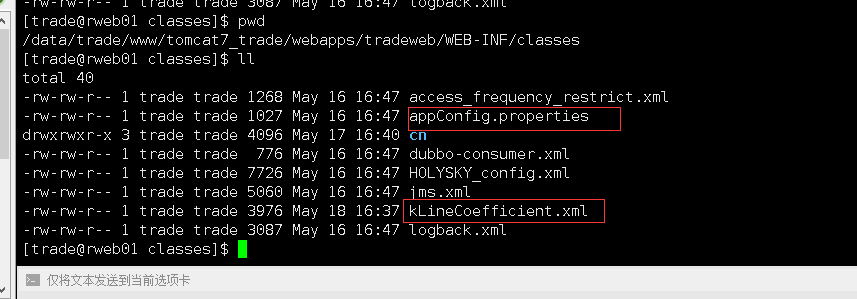 -rw-rw-r-- 1 trade trade 3087 May 16 16:47 logback.xml
[trade@rweb01 classes]$ pwd
/data/trade/www/tomcat7_trade/webapps/tradeweb/WEB-INF/classes
[trade@rweb01 classes]$ ll
total 40
-rw-rw-r-- 1 trade trade 1268 May 16 16:47 access_frequency_restrict.xml
-rw-rw-r-- 1 trade trade 1027 May 16 16:47 appConfig.properties
drwxrwxr-x 3 trade trade 4096 May 17 16:40 cn
-rw-rw-r-- 1 trade trade  776 May 16 16:47 dubbo-consumer.xml
-rw-rw-r-- 1 trade trade 7726 May 16 16:47 HOLYSKY_config.xml
-rw-rw-r-- 1 trade trade 5060 May 16 16:47 jms.xml
-rw-rw-r-- 1 trade trade 3976 May 18 16:37 kLineCoefficient.xml
-rw-rw-r-- 1 trade trade 3087 May 16 16:47 logback.xml
[trade@rweb01 classes]$
仅将文本发送到当前选项卡